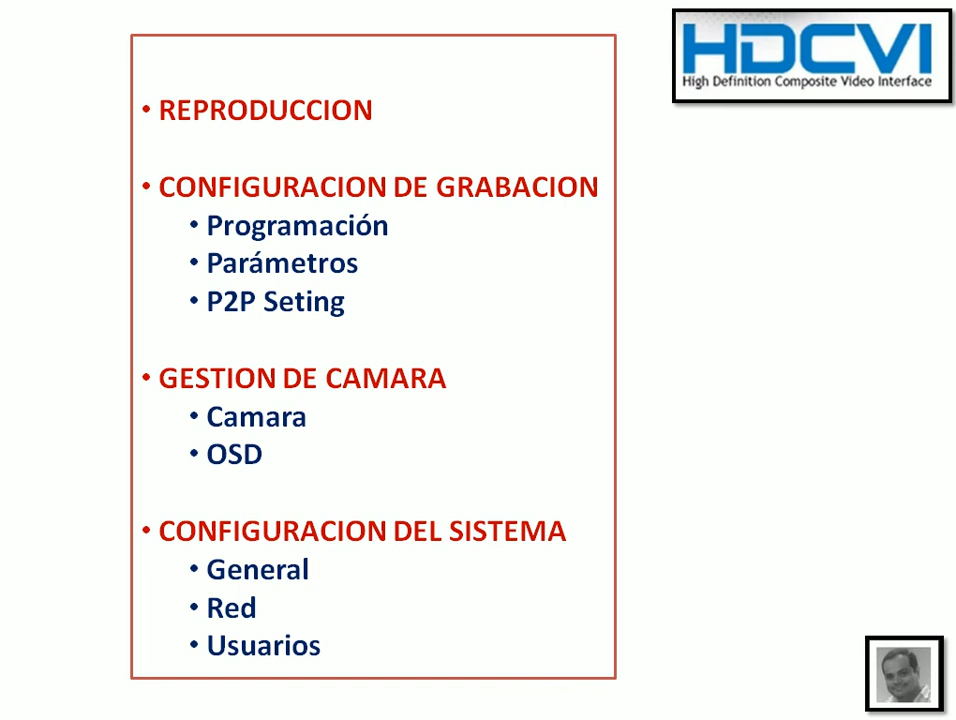 HDCVI
High Definition Composite Video Interface
• REPRODUCCION
• CONFIGURACION DE GRABACION
• Programación
• Parámetros
• P2P Seting
• GESTION DE CAMARA
• Camara
• OSD
• CONFIGURACION DEL SISTEMA
• General
• Red
• Usuarios